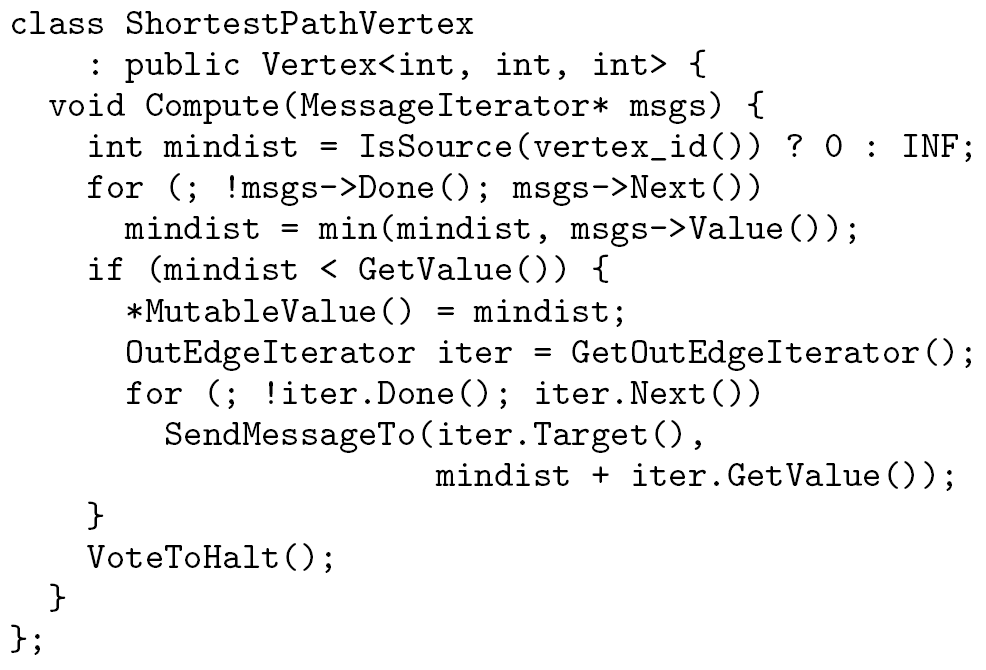 class ShortestPathVertex
    : public Vertex<int, int, int> {
  void Compute(MessageIterator* msgs) {
    int mindist = IsSource(vertex_id()) ? 0 : INF;
    for (; !msgs->Done(); msgs->Next())
      mindist = min(mindist, msgs->Value());
    if (mindist < GetValue()) {
      *MutableValue() = mindist;
      OutEdgeIterator iter = GetOutEdgeIterator();
      for (; !iter.Done(); iter.Next())
        SendMessageTo(iter.Target(),
                      mindist + iter.GetValue());
    }
    VoteToHalt();
  }
};